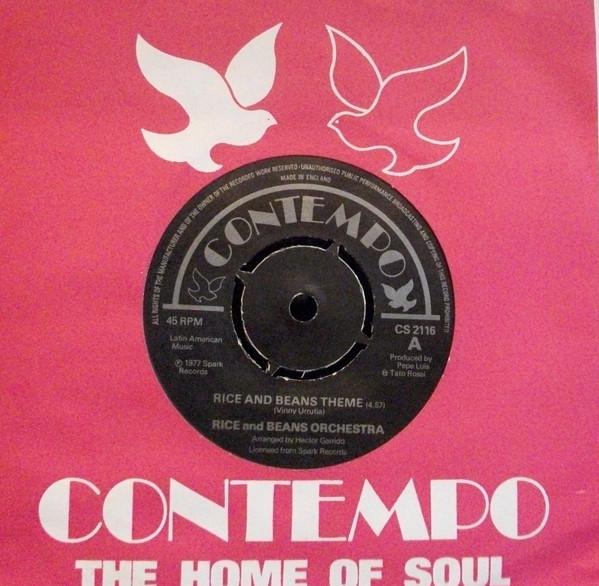 ALL RIGHTS OF THE MANUFACTURER AND OF THE OWNER OF THE RECORDED WORK RESERVED · UNAUTHORISED PUBLIC PERFORMANCE BROADCASTING AND COPYING OF THIS RECORD PROHIBITED
MADE IN ENGLAND
CONTEMPO
45 RPM
CS 2116
A
Latin American
Music
Produced by
Pepe Luis
& Tato Rossi
℗ 1977 Spark
Records
RICE AND BEANS THEME (4.57)
(Vinny Urrutia)
RICE and BEANS ORCHESTRA
Arranged by Hector Garrido
Licensed from Spark Records
CONTEMPO
THE HOME OF SOUL